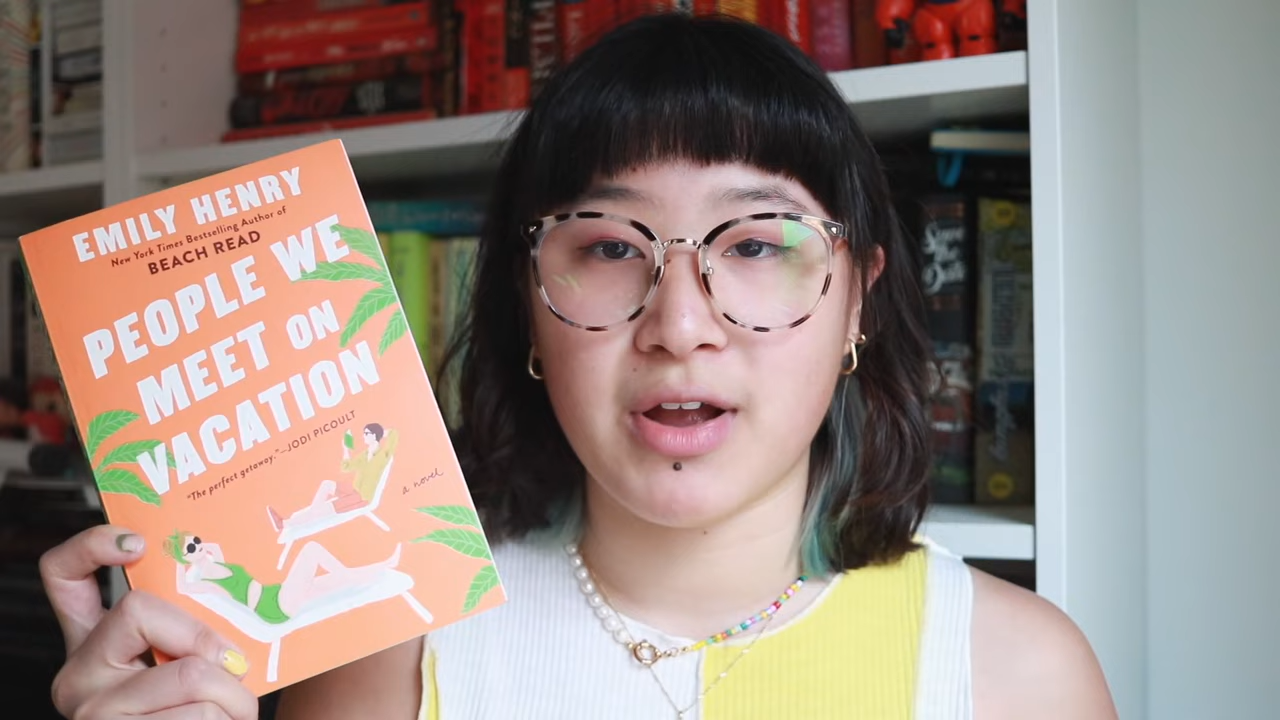 EMILY HENRY
New York Times Bestselling Author of
BEACH READ
PEOPLE WE
MEET ON
VACATION
"The perfect getaway."—JODI PICOULT
a novel